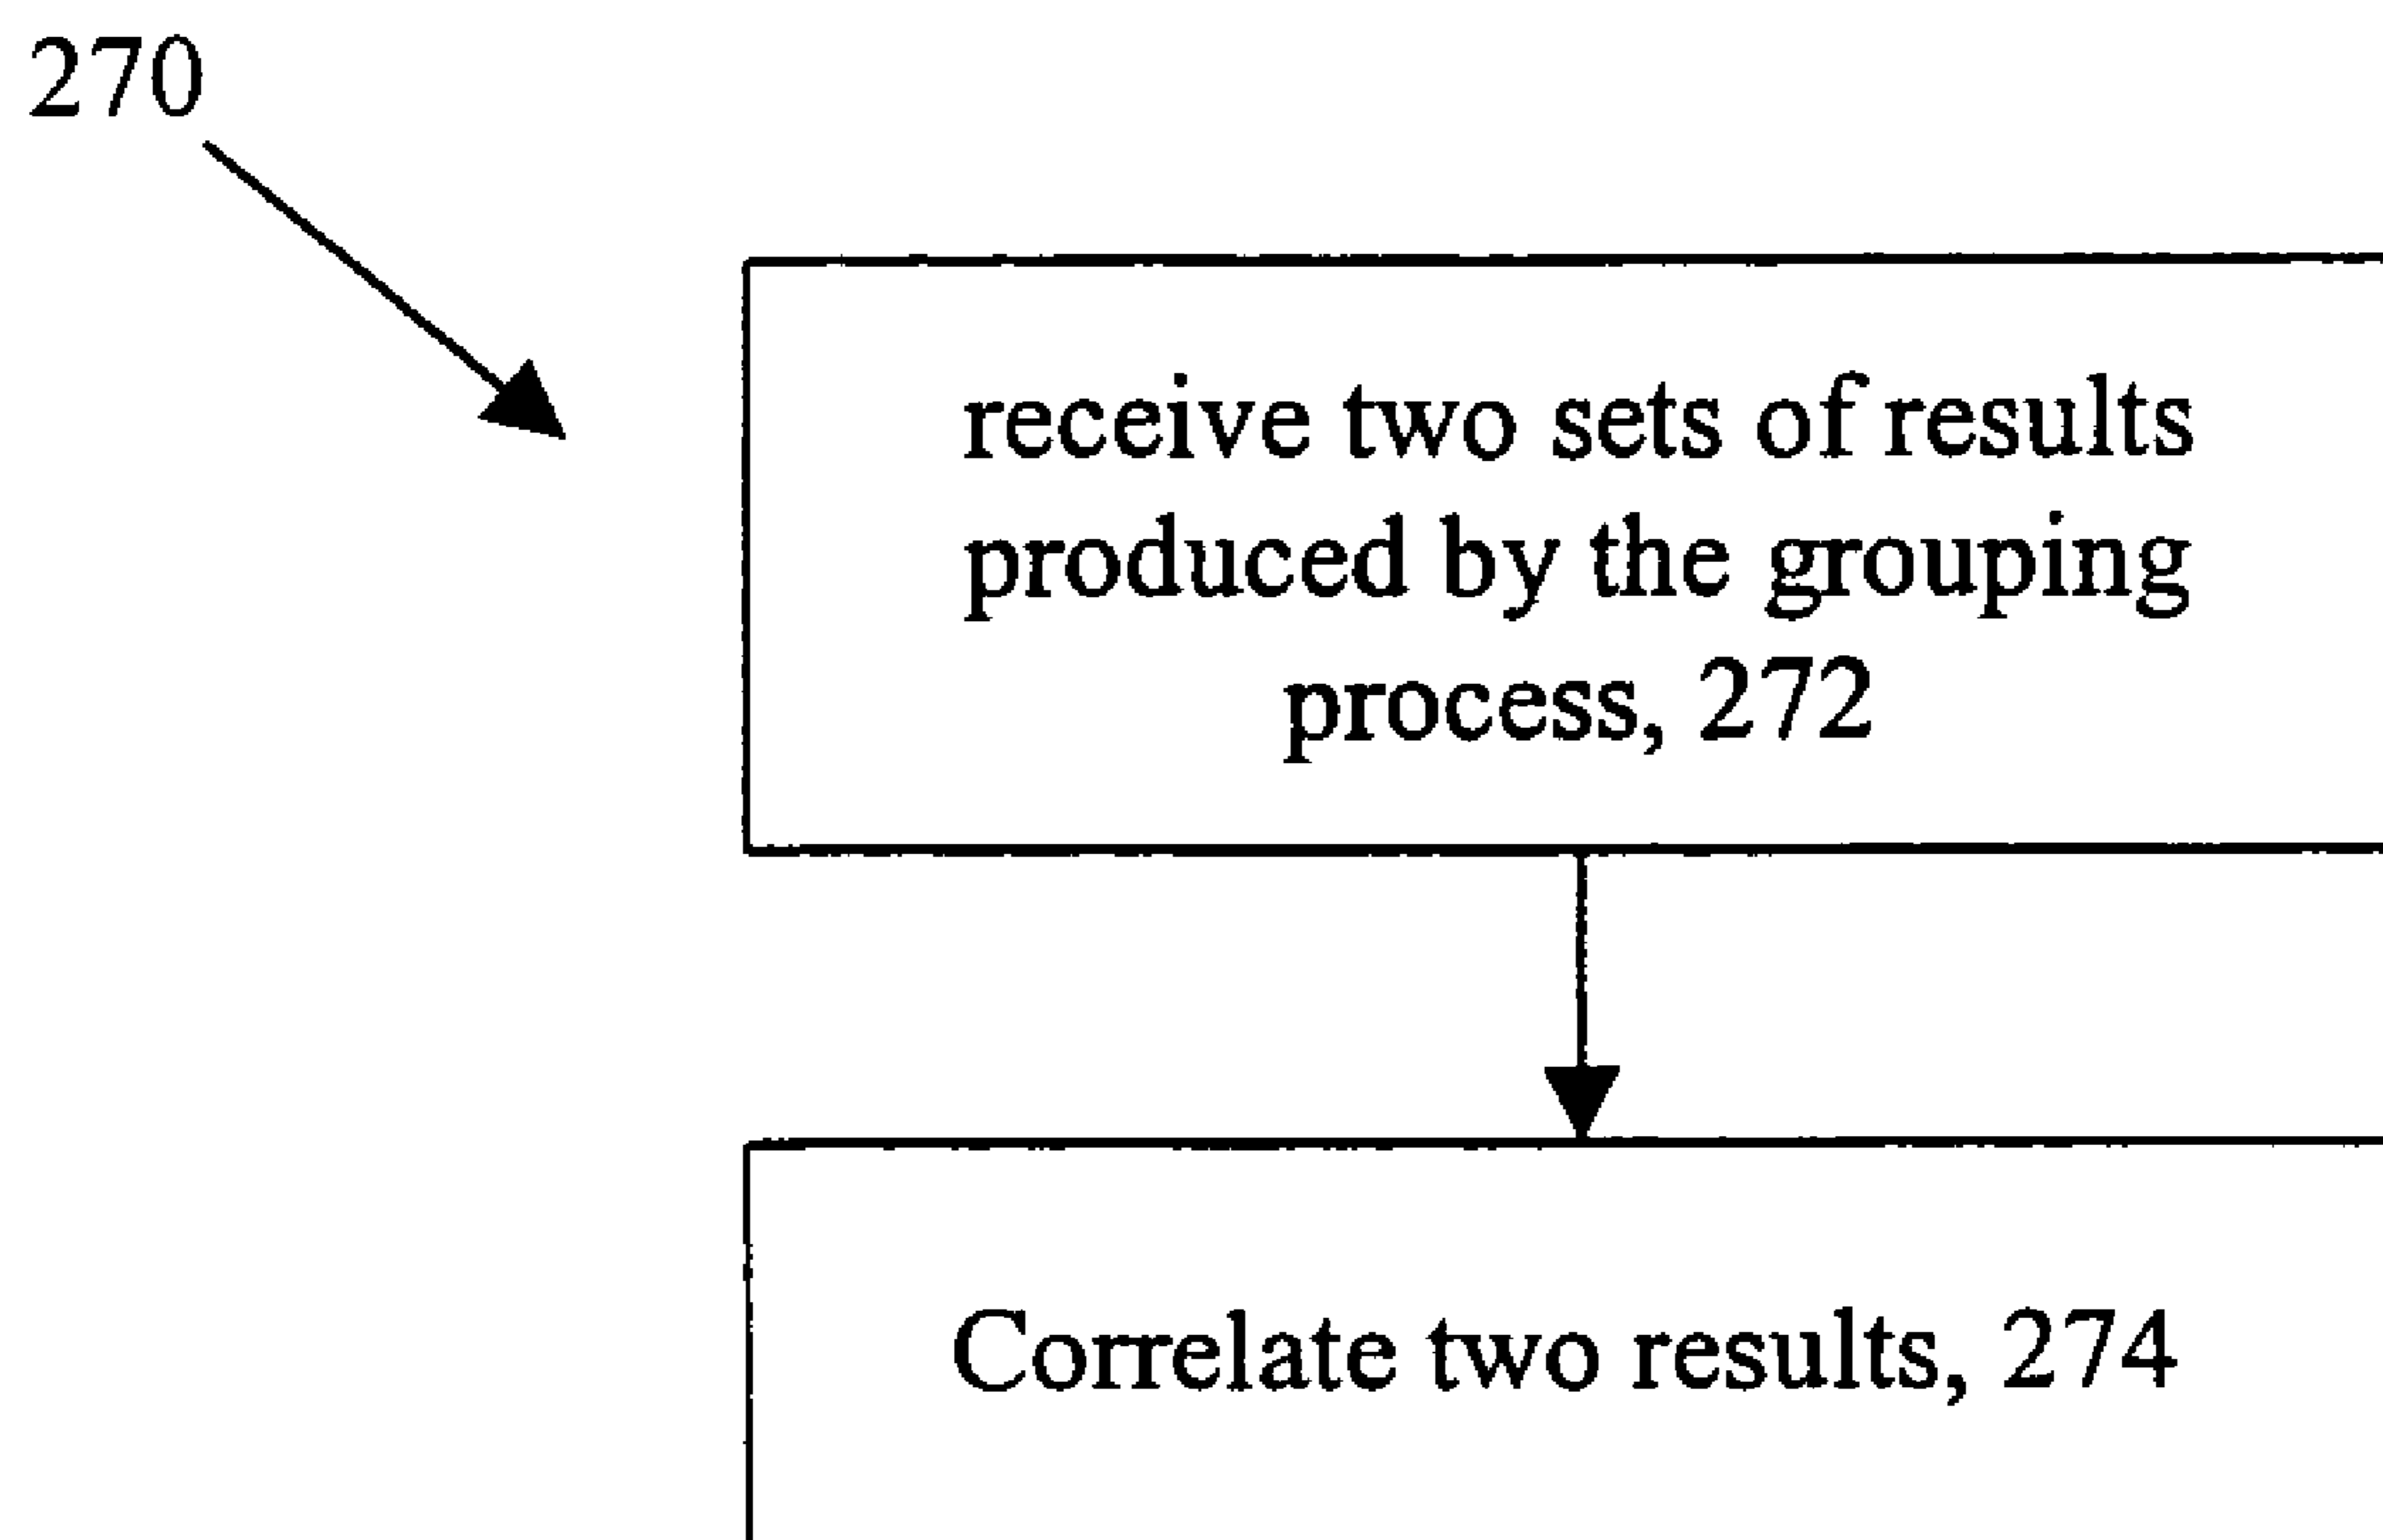 270
receive two sets of results
produced by the grouping
process, 272
Correlate two results, 274